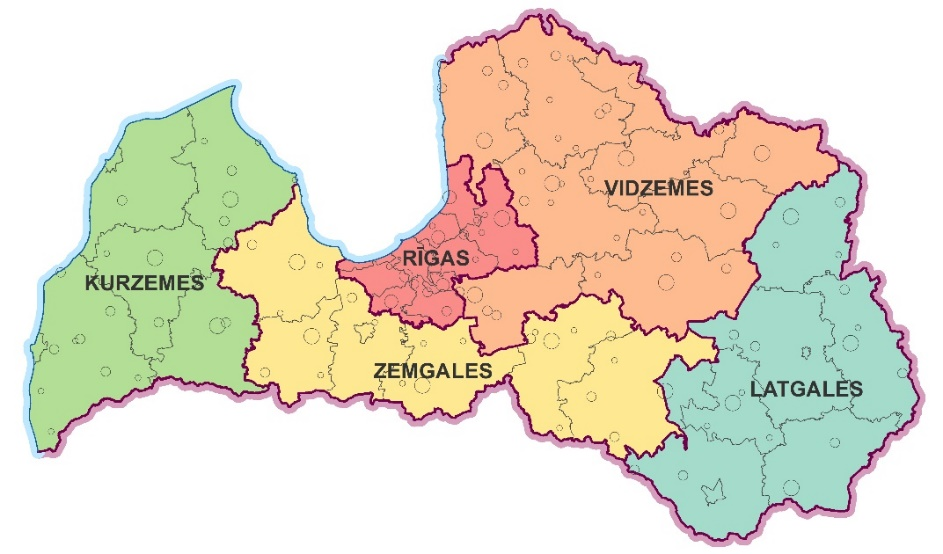 VIDZEMES
RĪGAS
KURZEMES
ZEMGALES
LATGALES